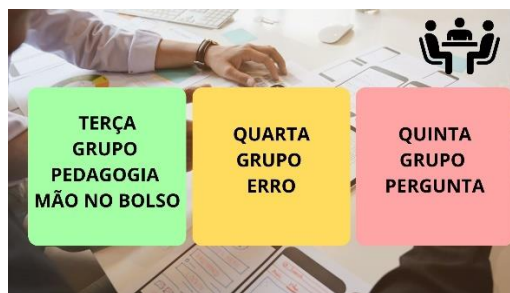 TERÇA
GRUPO
PEDAGOGIA
MÃO NO BOLSO
QUARTA
GRUPO
ERRO
QUINTA
GRUPO
PERGUNTA